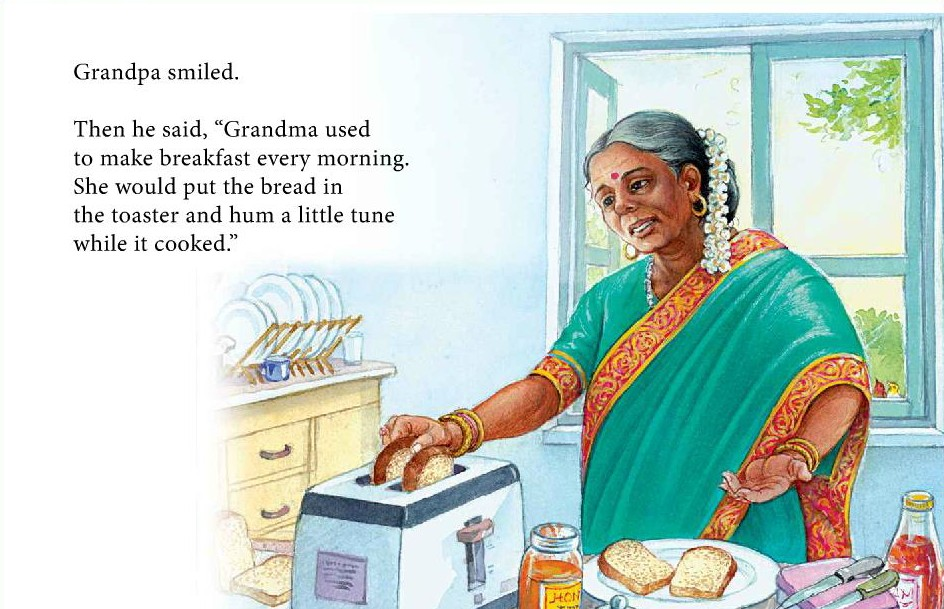 Grandpa smiled.
Then he said, “Grandma used
to make breakfast every morning.
She would put the bread in
the toaster and hum a little tune
while it cooked.”
HON